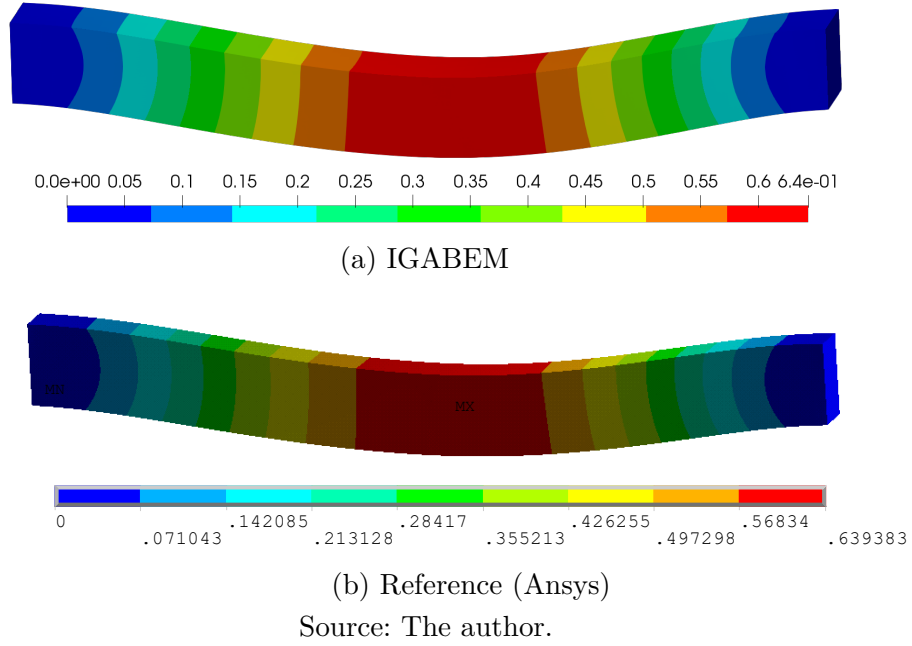 0.0e+00 0.05 0.1 0.15 0.2 0.25 0.3 0.35 0.4 0.45 0.5 0.55 0.6 6.4e-01
(a) IGABEM
MX
0 .142085 .28417 .426255 .56834
.071043 .213128 .355213 .497298 .639383
(b) Reference (Ansys)
Source: The author.